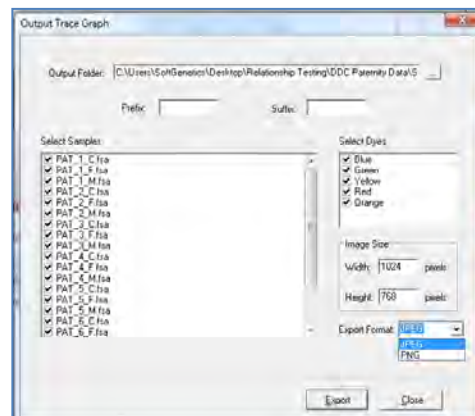 Output Trace Graph
Output Folder: C:\Users\SoftGenetics\Desktop\Relationship Testing\DDC Paternity Data\S ...
Prefix: Suffix:
Select Samples Select Dyes
PAT_1_C.fsa Blue
PAT_1_F.fsa Green
PAT_1_M.fsa Yellow
PAT_2_C.fsa Red
PAT_2_F.fsa Orange
PAT_2_M.fsa
PAT_3_C.fsa
PAT_3_F.fsa
PAT_3_M.fsa
PAT_4_C.fsa
PAT_4_F.fsa
PAT_4_M.fsa
PAT_5_C.fsa
PAT_5_F.fsa
PAT_5_M.fsa
PAT_6_C.fsa
PAT_6_F.fsa
Image Size
Width: 1024 pixels
Height: 768 pixels
Export Format: JPEG
JPEG
PNG
Export Close